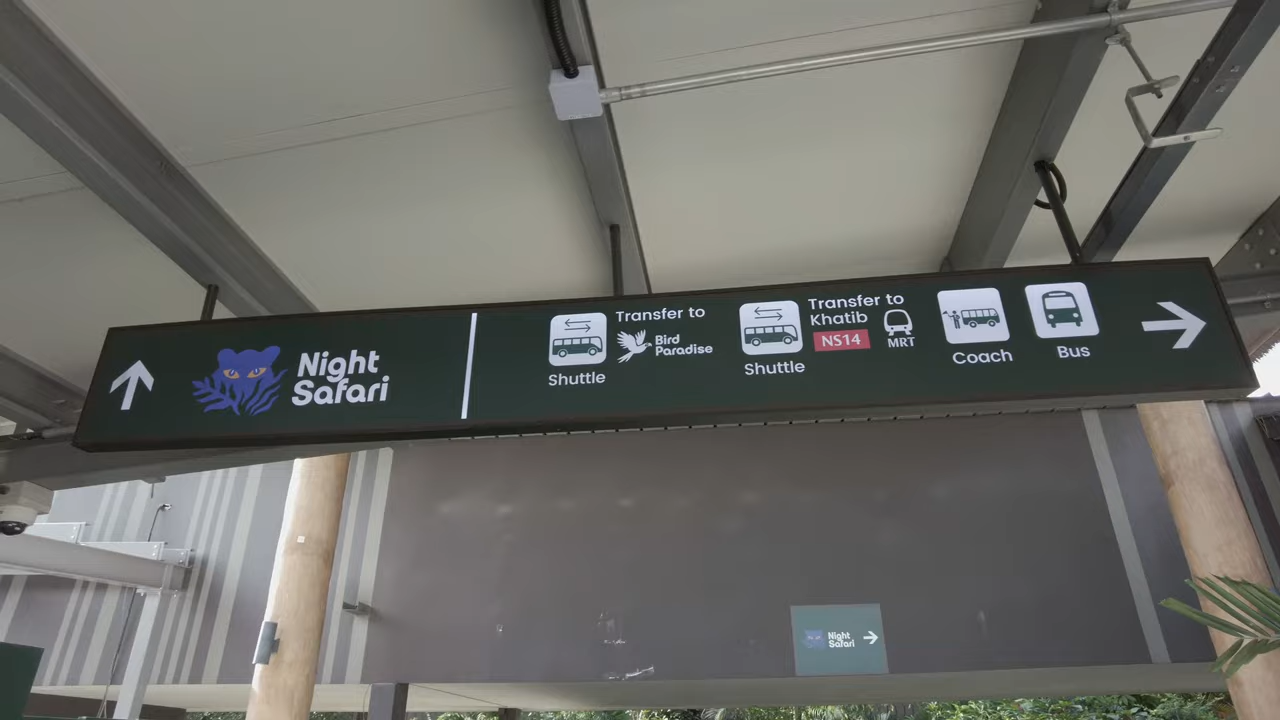 Night
Safari
Transfer to
Bird
Paradise
Shuttle
Transfer to
Khatib
NS14
MRT
Shuttle
Coach
Bus
Night
Safari